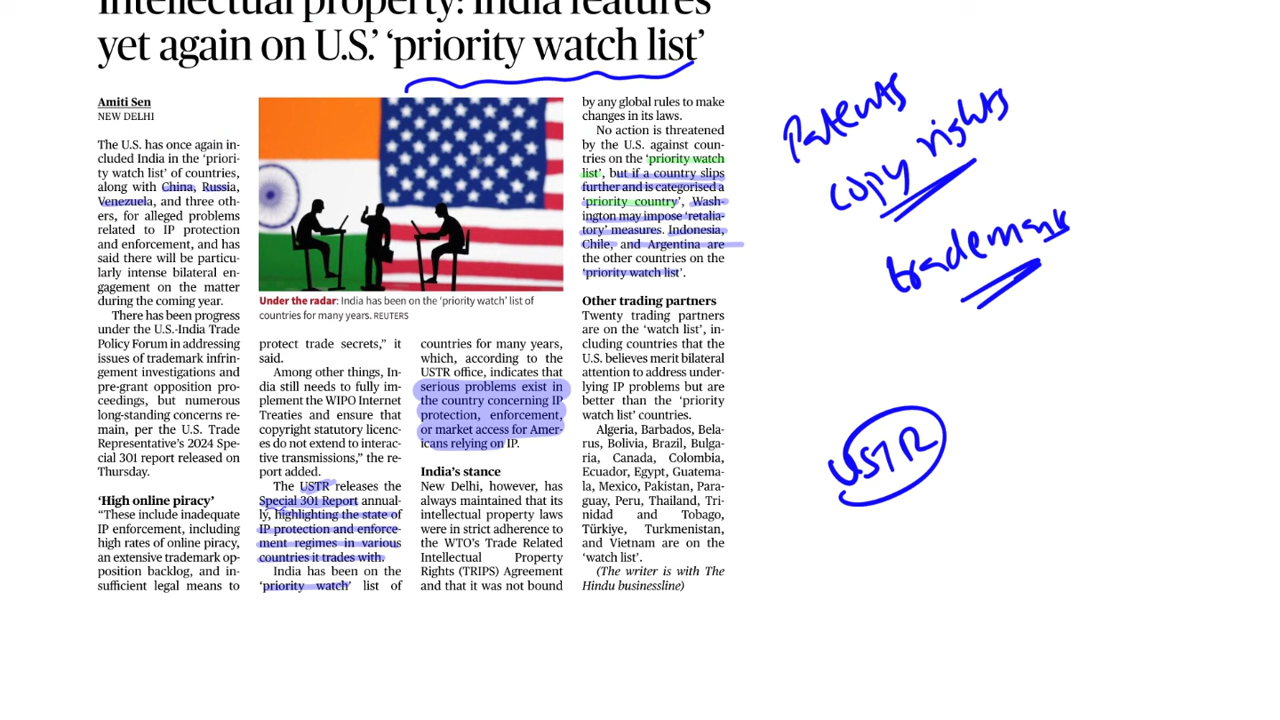 Intellectual property: India features
yet again on U.S.’ ‘priority watch list’
Amiti Sen
NEW DELHI
The U.S. has once again in-
cluded India in the ‘priori-
ty watch list’ of countries,
along with China, Russia,
Venezuela, and three oth-
ers, for alleged problems
related to IP protection
and enforcement, and has
said there will be particu-
larly intense bilateral en-
gagement on the matter
during the coming year.
There has been progress
under the U.S.-India Trade
Policy Forum in addressing
issues of trademark infrin-
gement investigations and
pre-grant opposition pro-
ceedings, but numerous
long-standing concerns re-
main, per the U.S. Trade
Representative’s 2024 Spe-
cial 301 report released on
Thursday.
‘High online piracy’
“These include inadequate
IP enforcement, including
high rates of online piracy,
an extensive trademark op-
position backlog, and in-
sufficient legal means to
Under the radar: India has been on the ‘priority watch’ list of
countries for many years. REUTERS
protect trade secrets,” it
said.
Among other things, In-
dia still needs to fully im-
plement the WIPO Internet
Treaties and ensure that
copyright statutory licenc-
es do not extend to interac-
tive transmissions,” the re-
port added.
The USTR releases the
Special 301 Report annual-
ly, highlighting the state of
IP protection and enforce-
ment regimes in various
countries it trades with.
India has been on the
‘priority watch’ list of
countries for many years,
which, according to the
USTR office, indicates that
serious problems exist in
the country concerning IP
protection, enforcement,
or market access for Amer-
icans relying on IP.
India’s stance
New Delhi, however, has
always maintained that its
intellectual property laws
were in strict adherence to
the WTO’s Trade Related
Intellectual Property
Rights (TRIPS) Agreement
and that it was not bound
by any global rules to make
changes in its laws.
No action is threatened
by the U.S. against coun-
tries on the ‘priority watch
list’, but if a country slips
further and is categorised a
‘priority country’, Wash-
ington may impose ‘retalia-
tory’ measures. Indonesia,
Chile, and Argentina are
the other countries on the
‘priority watch list’.
Other trading partners
Twenty trading partners
are on the ‘watch list’, in-
cluding countries that the
U.S. believes merit bilateral
attention to address under-
lying IP problems but are
better than the ‘priority
watch list’ countries.
Algeria, Barbados, Bela-
rus, Bolivia, Brazil, Bulga-
ria, Canada, Colombia,
Ecuador, Egypt, Guatema-
la, Mexico, Pakistan, Para-
guay, Peru, Thailand, Tri-
nidad and Tobago,
Türkiye, Turkmenistan,
and Vietnam are on the
‘watch list’.
(The writer is with The
Hindu businessline)
Patents
copy rights
trademark
USTR